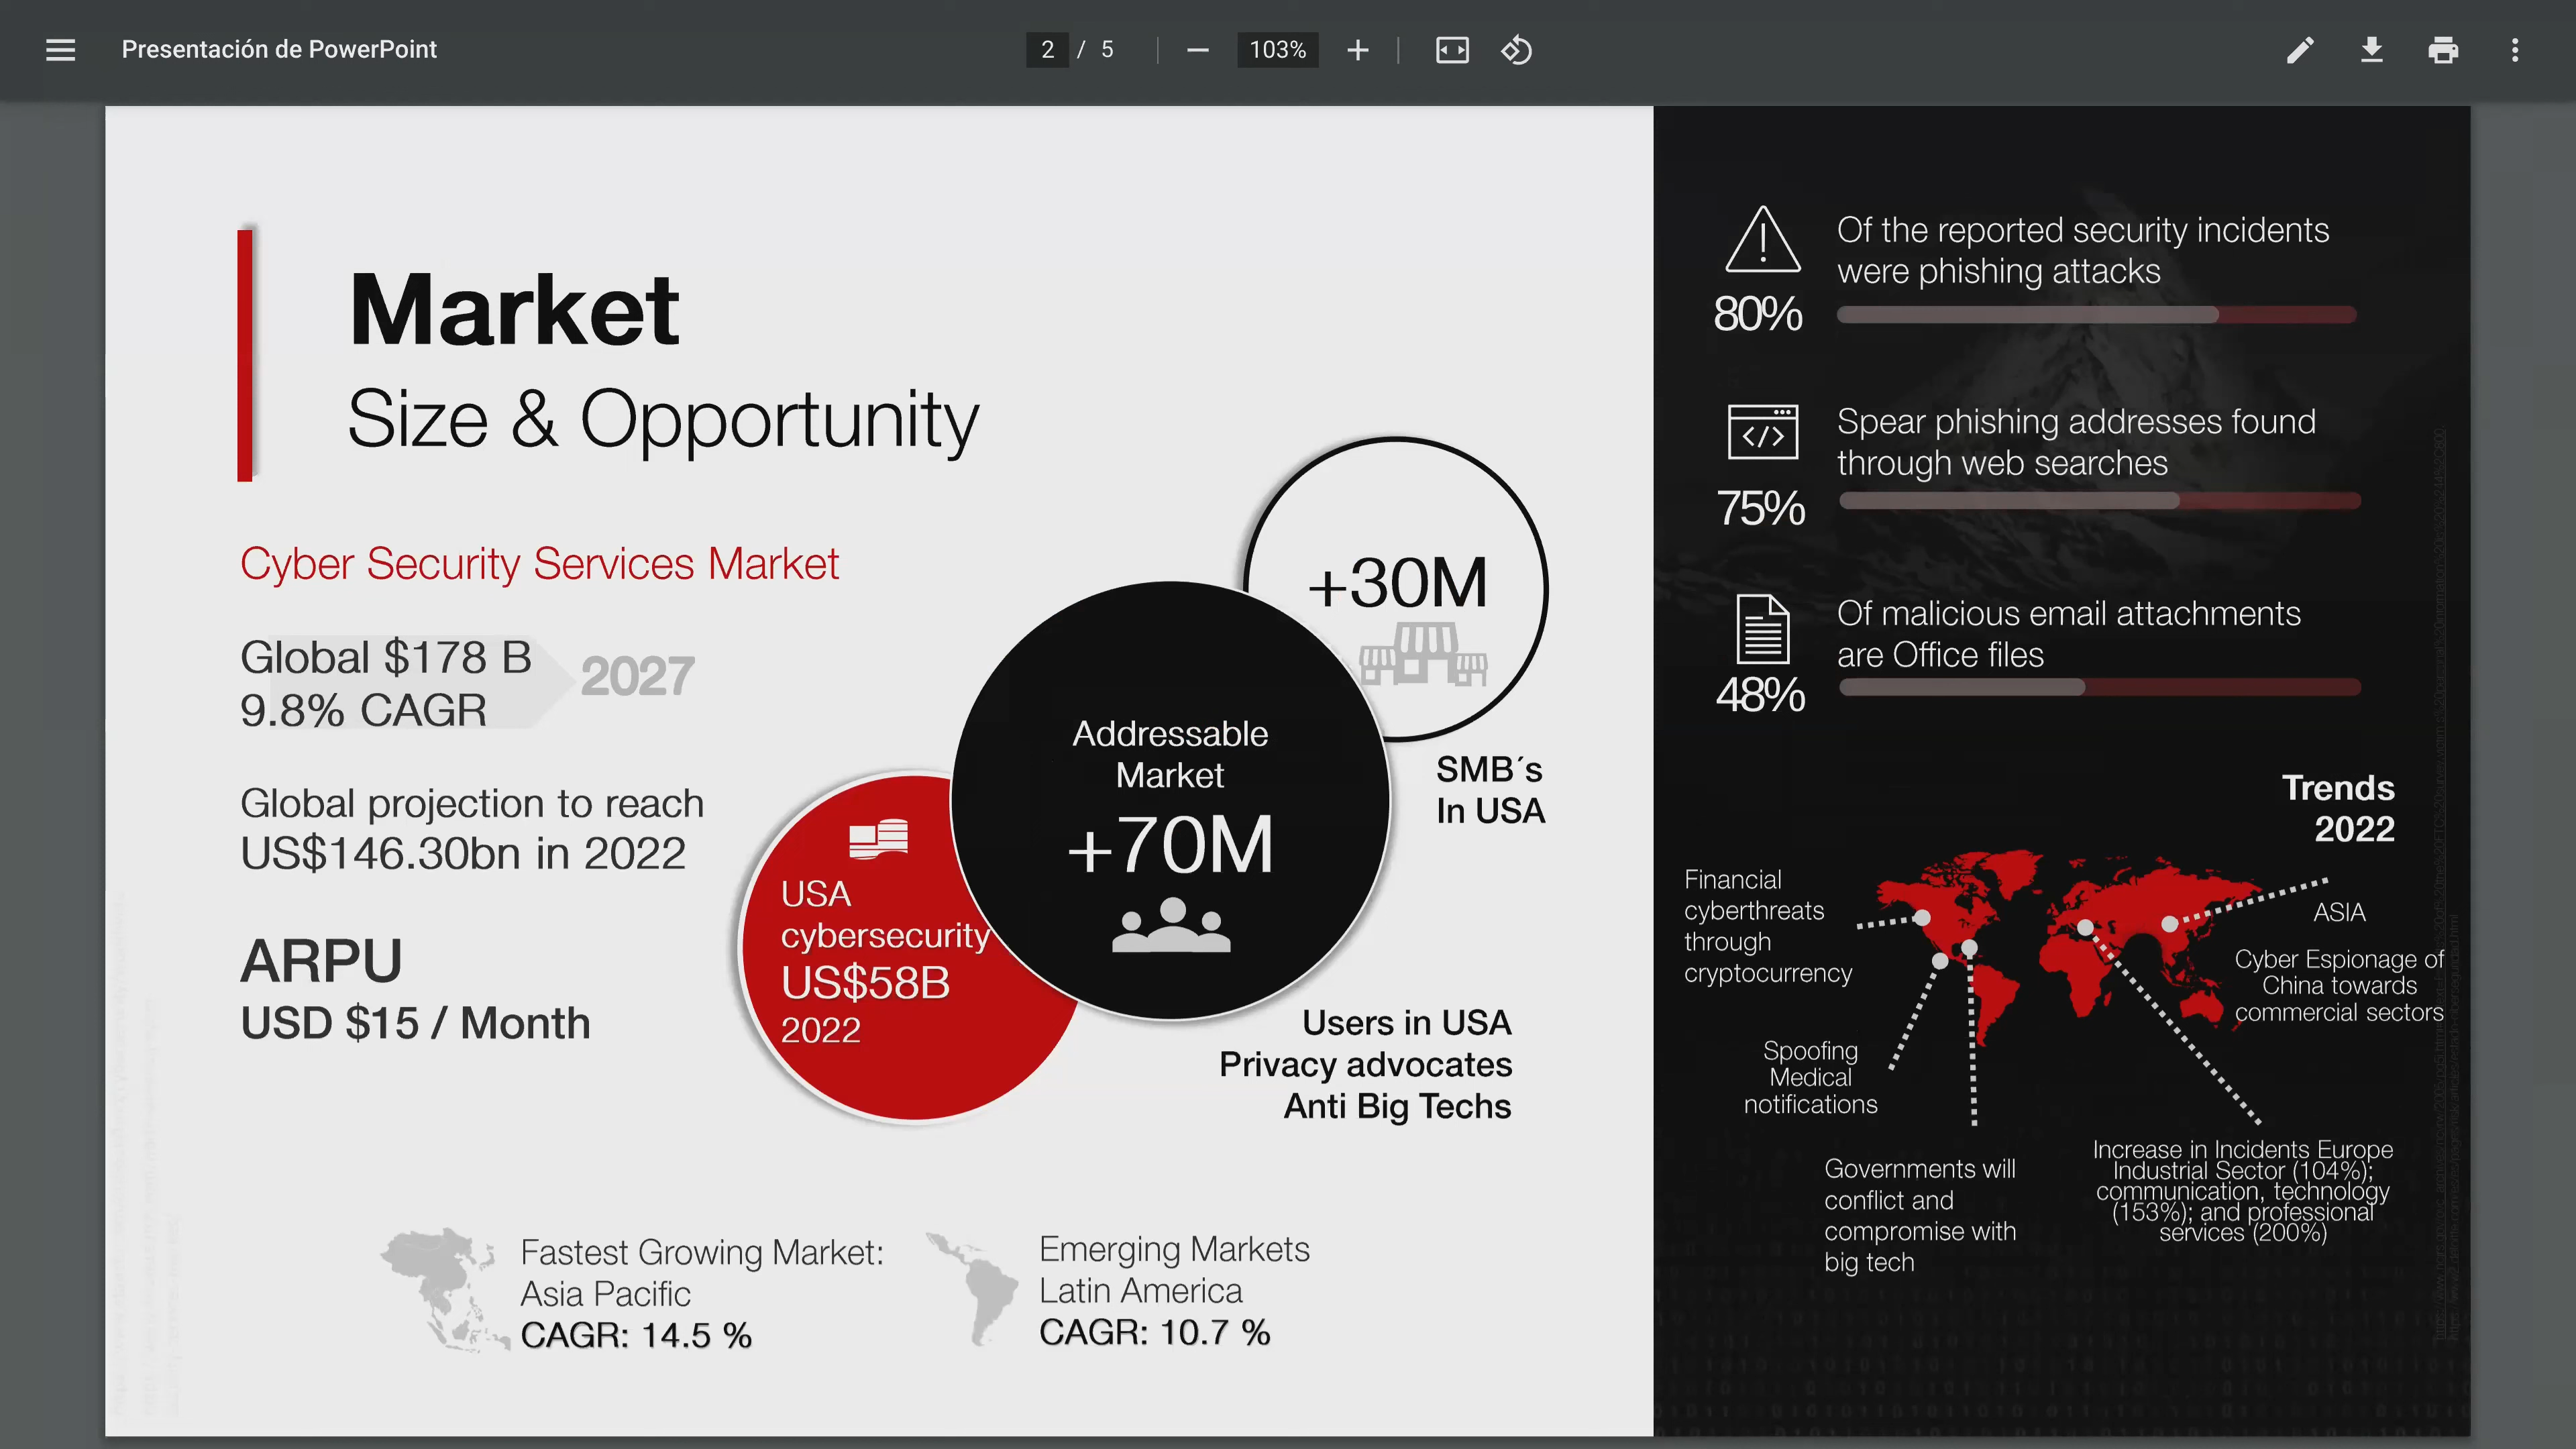 Presentación de PowerPoint
2 / 5
103%
Market
Size & Opportunity
Cyber Security Services Market
Global $178 B
9.8% CAGR
2027
Global projection to reach
US$146.30bn in 2022
ARPU
USD $15 / Month
USA
cybersecurity
US$58B
2022
Addressable
Market
+70M
+30M
SMB´s
In USA
Users in USA
Privacy advocates
Anti Big Techs
Fastest Growing Market:
Asia Pacific
CAGR: 14.5 %
Emerging Markets
Latin America
CAGR: 10.7 %
Of the reported security incidents
were phishing attacks
80%
Spear phishing addresses found
through web searches
75%
Of malicious email attachments
are Office files
48%
Trends
2022
Financial
cyberthreats
through
cryptocurrency
Spoofing
Medical
notifications
Governments will
conflict and
compromise with
big tech
ASIA
Cyber Espionage of
China towards
commercial sectors
Increase in Incidents Europe
Industrial Sector (104%);
communication, technology
(153%); and professional
services (200%)